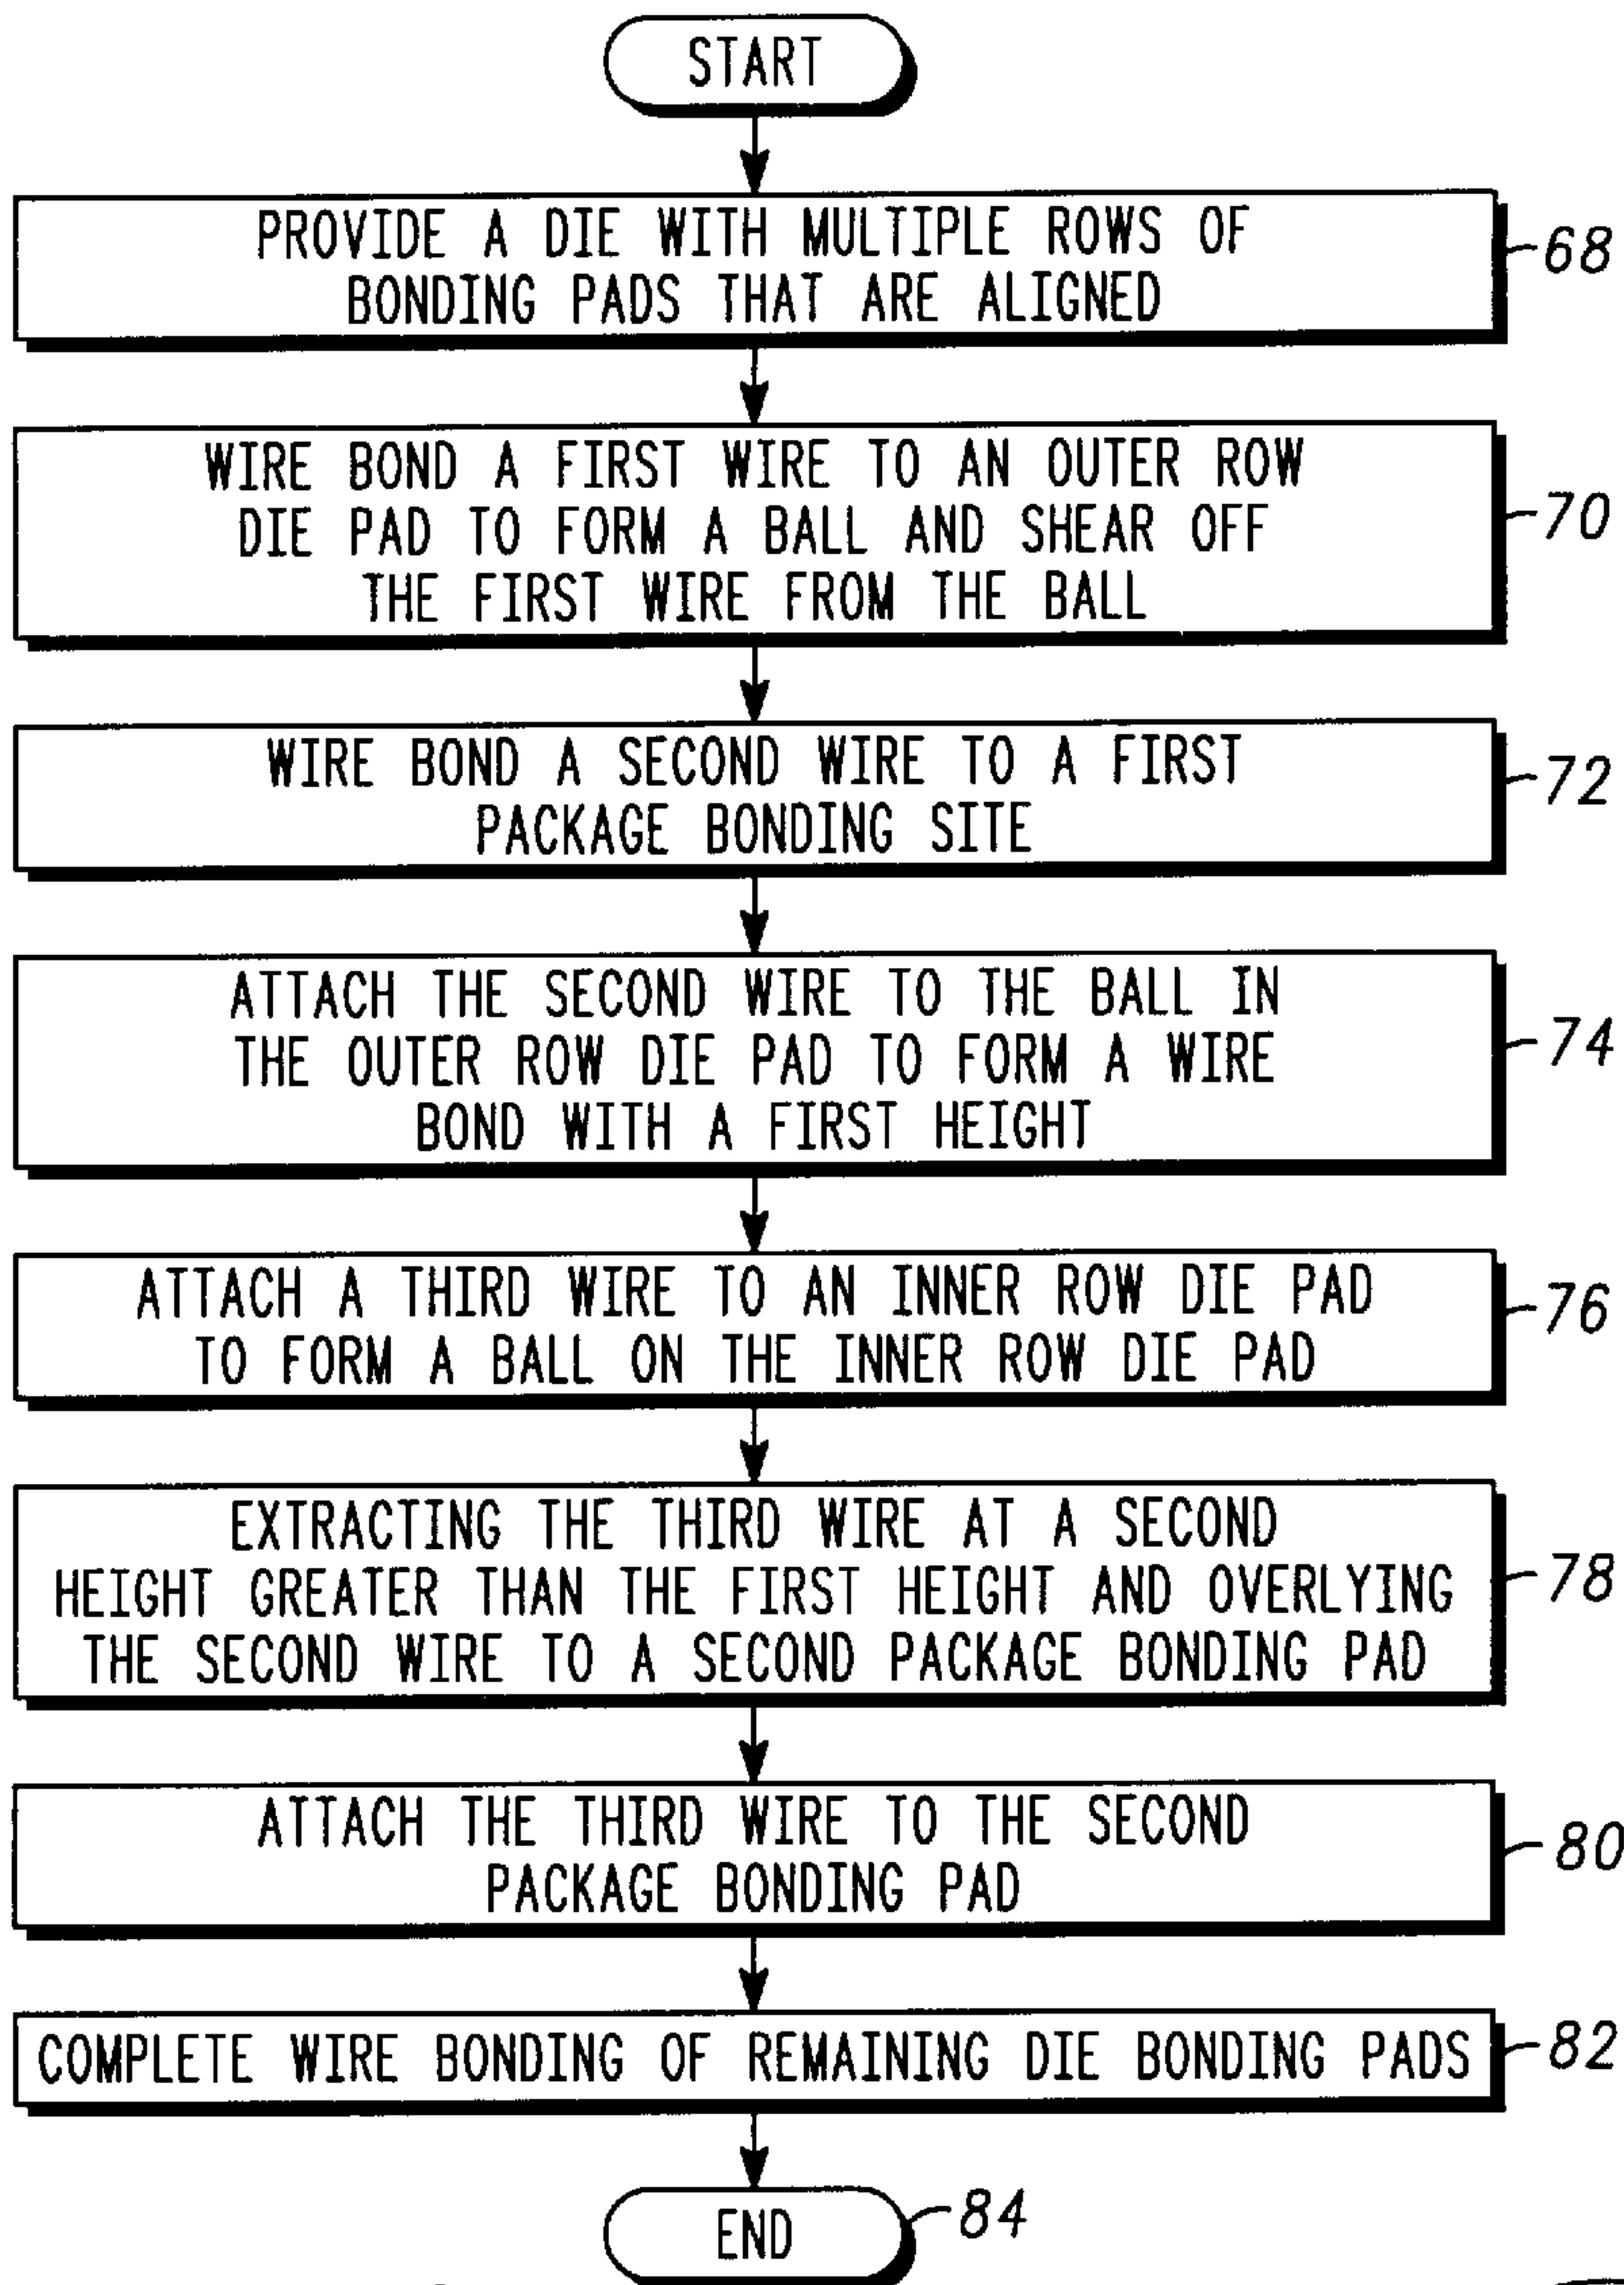 START
PROVIDE A DIE WITH MULTIPLE ROWS OF
BONDING PADS THAT ARE ALIGNED
68
WIRE BOND A FIRST WIRE TO AN OUTER ROW
DIE PAD TO FORM A BALL AND SHEAR OFF
THE FIRST WIRE FROM THE BALL
70
WIRE BOND A SECOND WIRE TO A FIRST
PACKAGE BONDING SITE
72
ATTACH THE SECOND WIRE TO THE BALL IN
THE OUTER ROW DIE PAD TO FORM A WIRE
BOND WITH A FIRST HEIGHT
74
ATTACH A THIRD WIRE TO AN INNER ROW DIE PAD
TO FORM A BALL ON THE INNER ROW DIE PAD
76
EXTRACTING THE THIRD WIRE AT A SECOND
HEIGHT GREATER THAN THE FIRST HEIGHT AND OVERLYING
THE SECOND WIRE TO A SECOND PACKAGE BONDING PAD
78
ATTACH THE THIRD WIRE TO THE SECOND
PACKAGE BONDING PAD
80
COMPLETE WIRE BONDING OF REMAINING DIE BONDING PADS
82
END
84